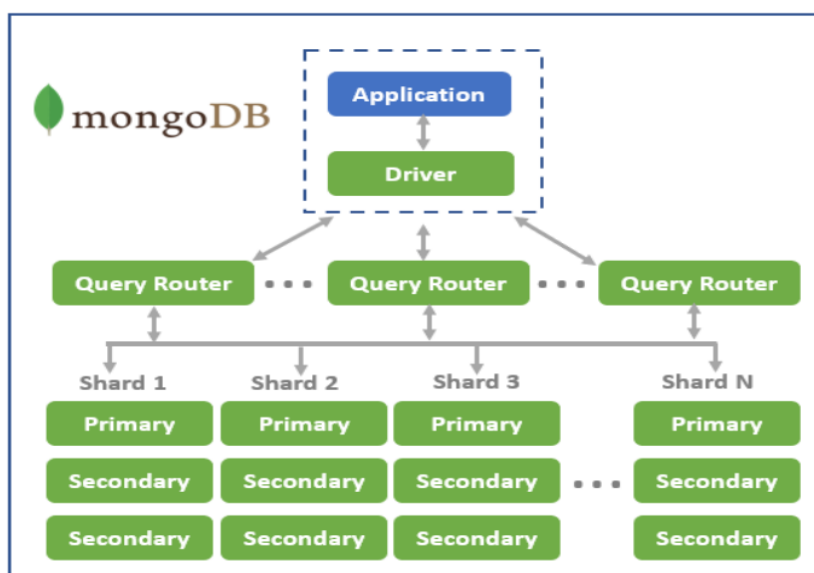 Application
mongoDB
Driver
Query Router
Query Router
Query Router
Shard 1
Shard 2
Shard 3
Shard N
Primary
Primary
Primary
Primary
Secondary
Secondary
Secondary
Secondary
Secondary
Secondary
Secondary
Secondary